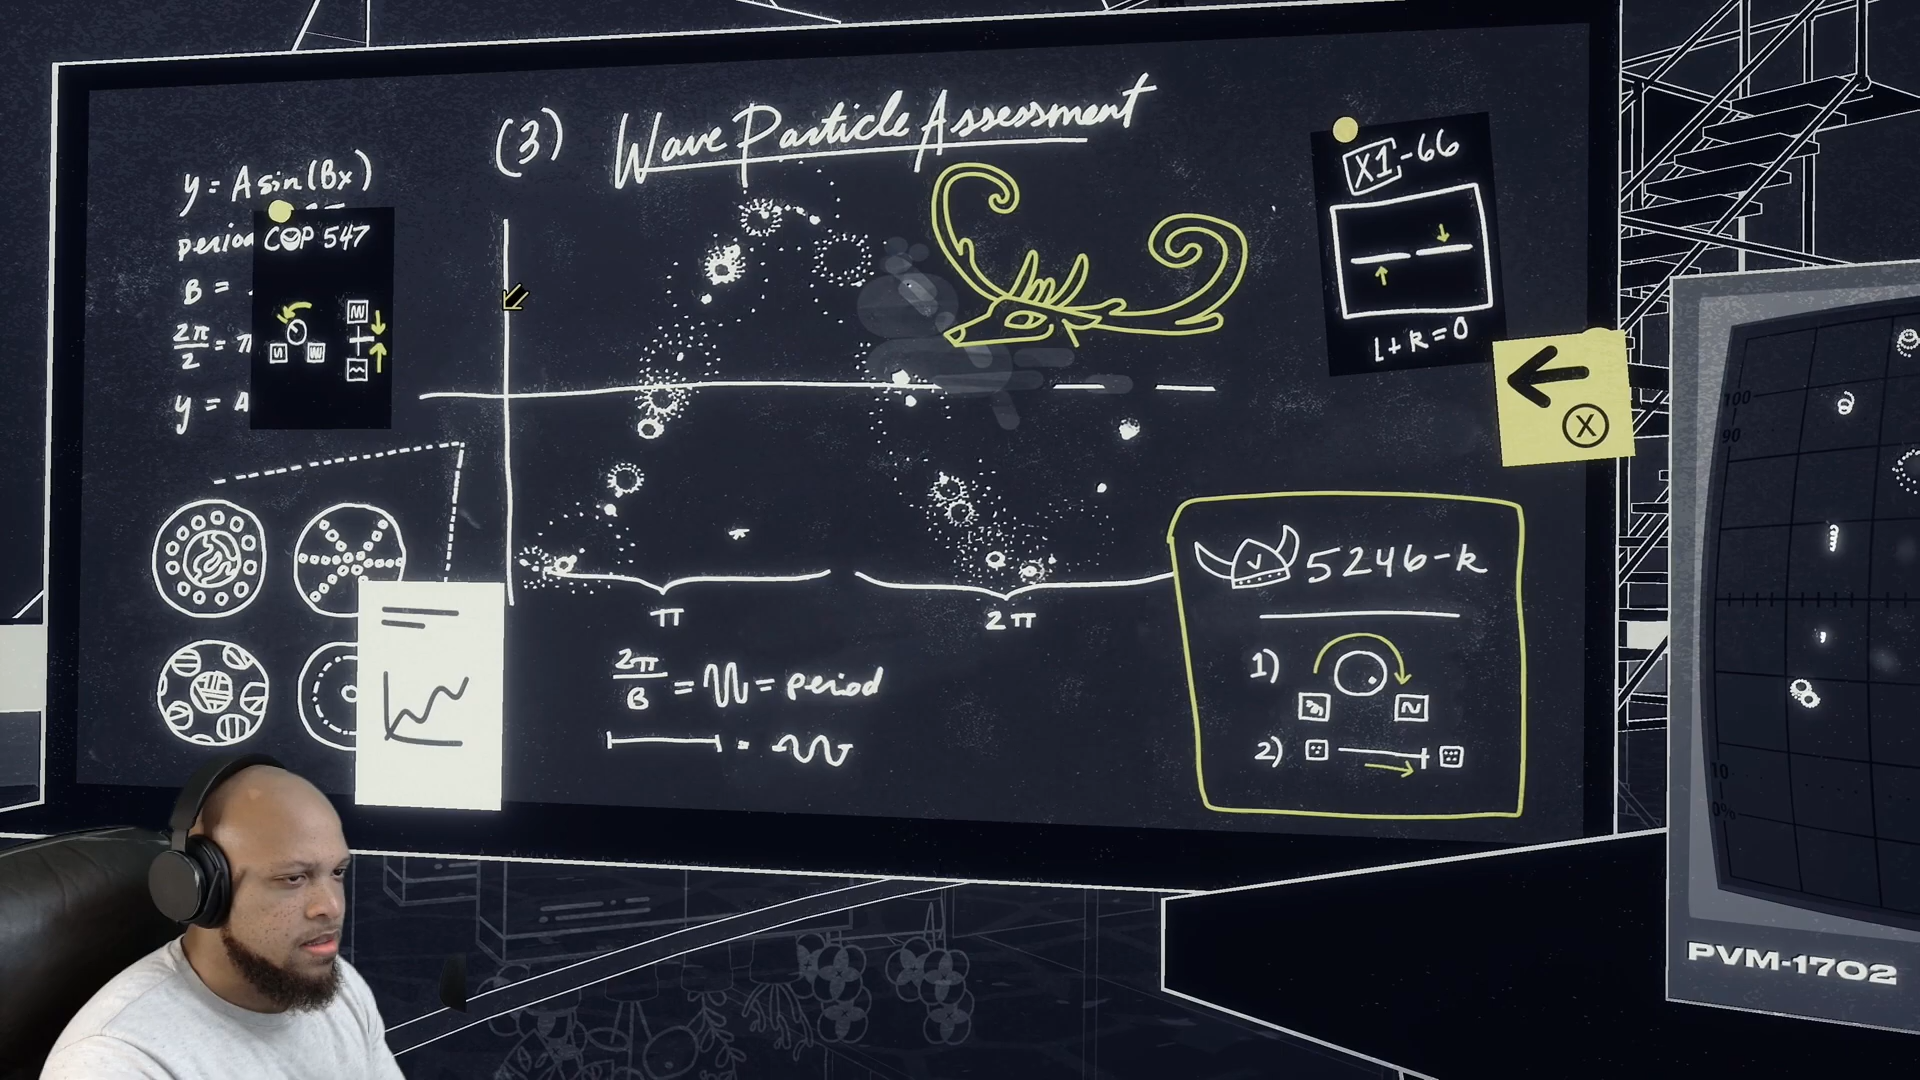 (3) Wave Particle Assessment
y = A sin(Bx)
period
B =
2π/2 = π
y = A
547
X1-66
L+R=0
X
π
2π
2π/B = = period
=
5246-k
1)
2)
100
90
10
0%
PVM-1702